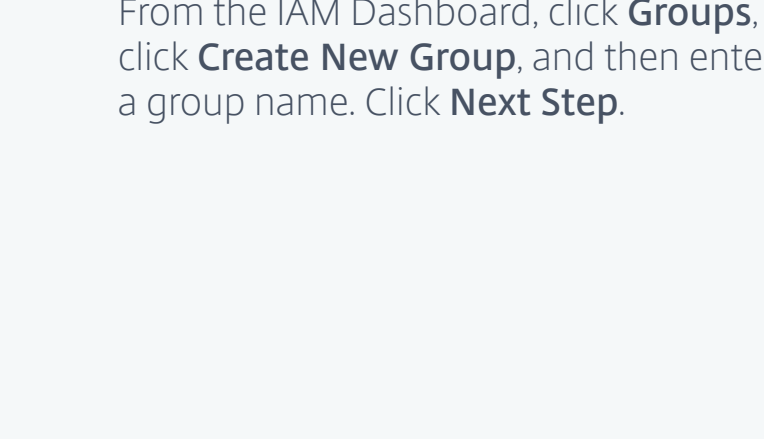 From the IAM Dashboard, click Groups,
click Create New Group, and then ente
a group name. Click Next Step.